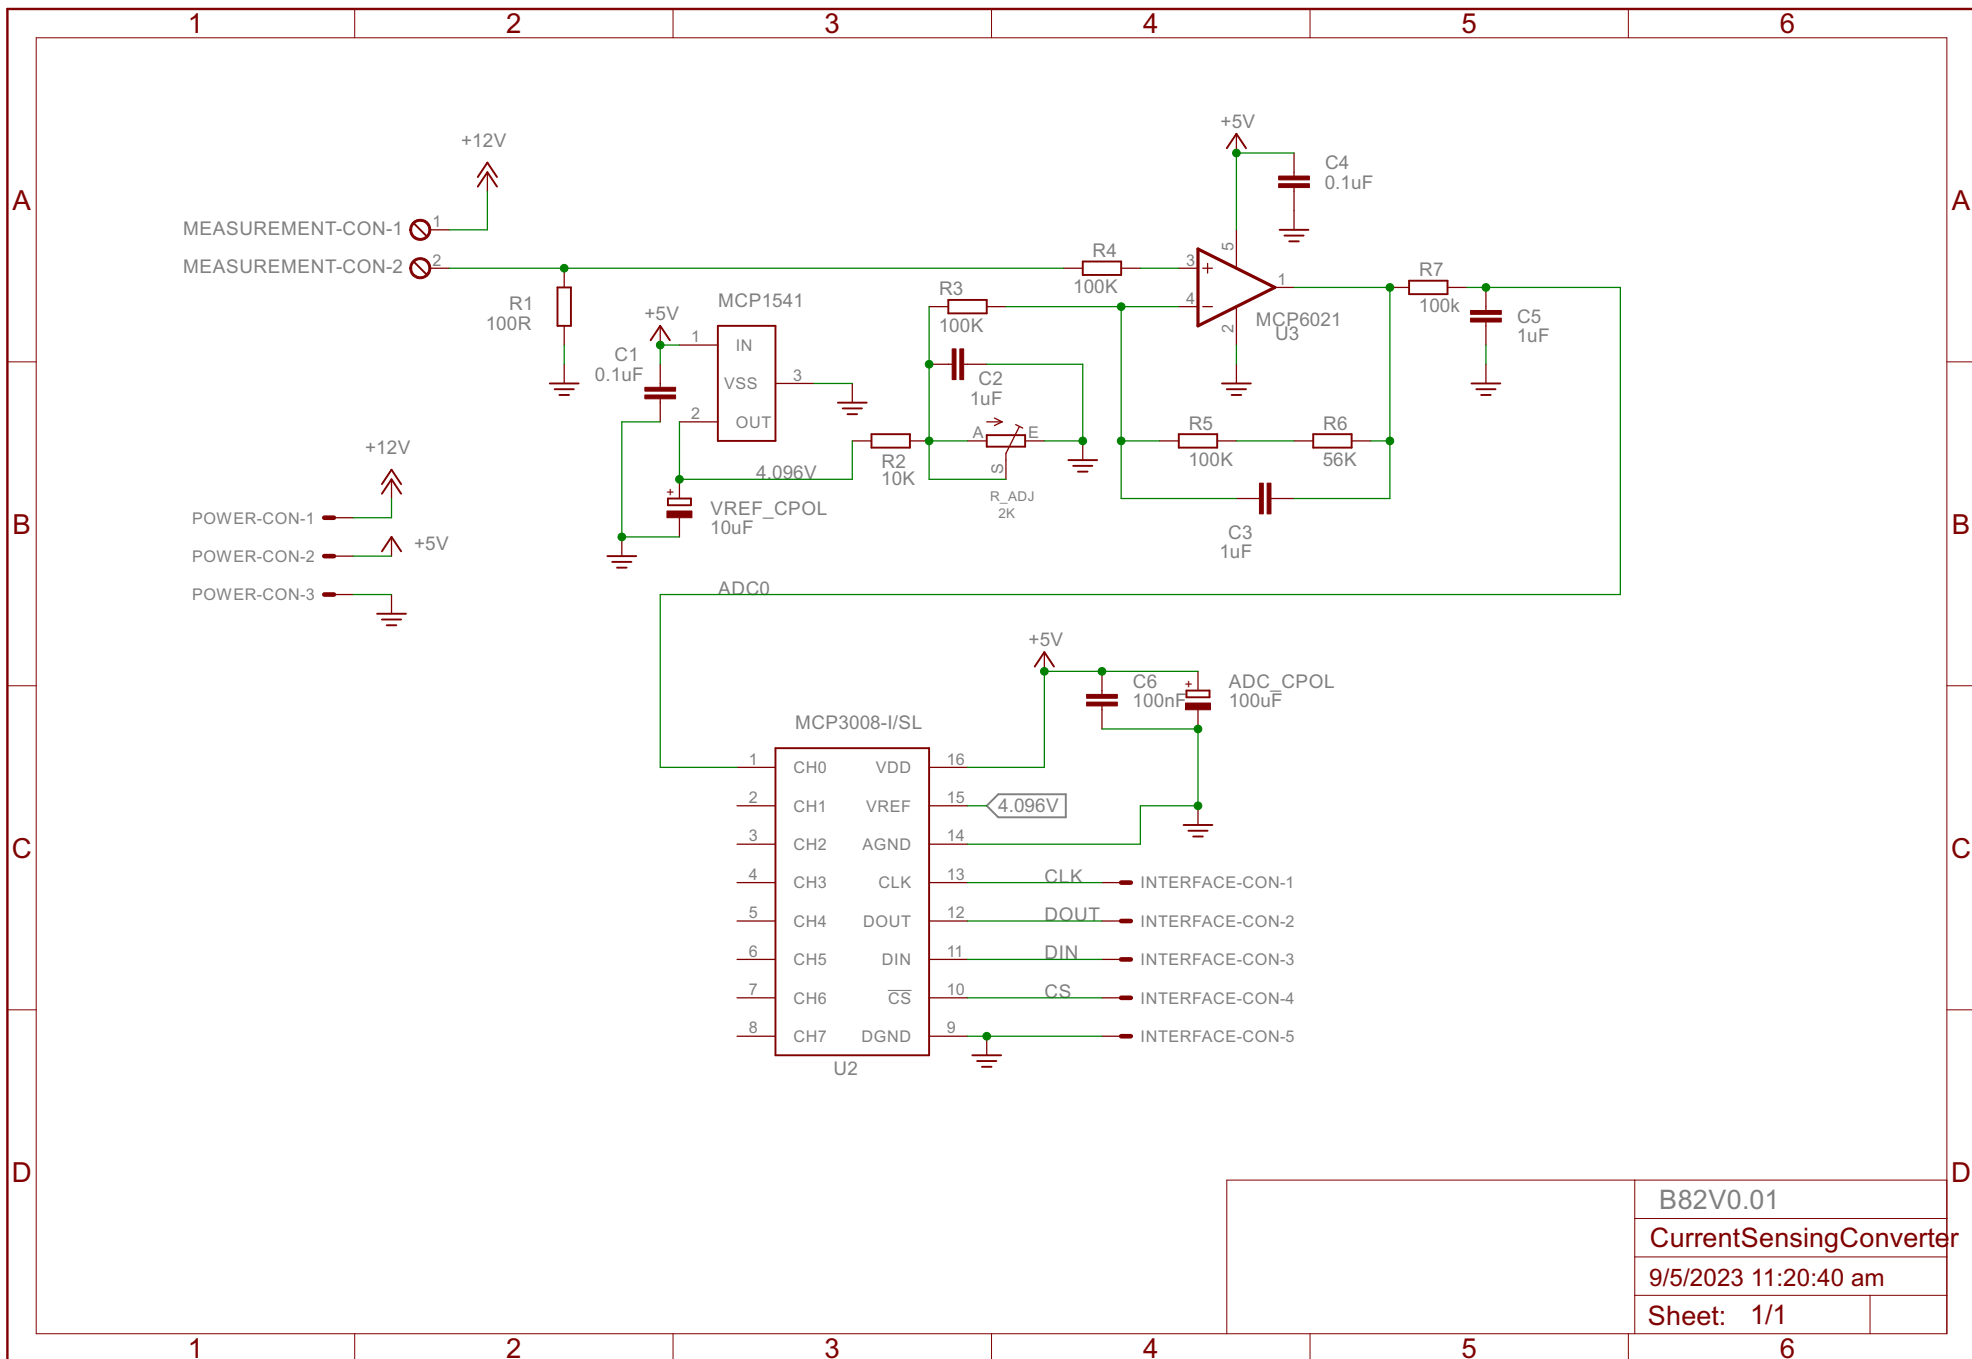 1 2 3 4 5 6
A A
B B
C C
D D
+12V
MEASUREMENT-CON-1 1
MEASUREMENT-CON-2 2
R1
100R
MCP1541
+5V
C1
0.1uF
1 IN
VSS 3
2 OUT
4.096V
+
VREF_CPOL
10uF
R2
10K
R3
100K
C2
1uF
A E
S
R_ADJ
2K
R4
100K
+5V
C4
0.1uF
3 +
4 -
5
2
1
MCP6021
U3
R5
100K
R6
56K
C3
1uF
R7
100k
C5
1uF
+12V
POWER-CON-1
POWER-CON-2 +5V
POWER-CON-3
ADC0
+5V
C6
100nF
+
ADC_CPOL
100uF
MCP3008-I/SL
1 CH0 VDD 16
2 CH1 VREF 15 4.096V
3 CH2 AGND 14
4 CH3 CLK 13 CLK INTERFACE-CON-1
5 CH4 DOUT 12 DOUT INTERFACE-CON-2
6 CH5 DIN 11 DIN INTERFACE-CON-3
7 CH6 CS 10 CS INTERFACE-CON-4
8 CH7 DGND 9 INTERFACE-CON-5
U2
B82V0.01
CurrentSensingConverter
9/5/2023 11:20:40 am
Sheet: 1/1
1 2 3 4 5 6